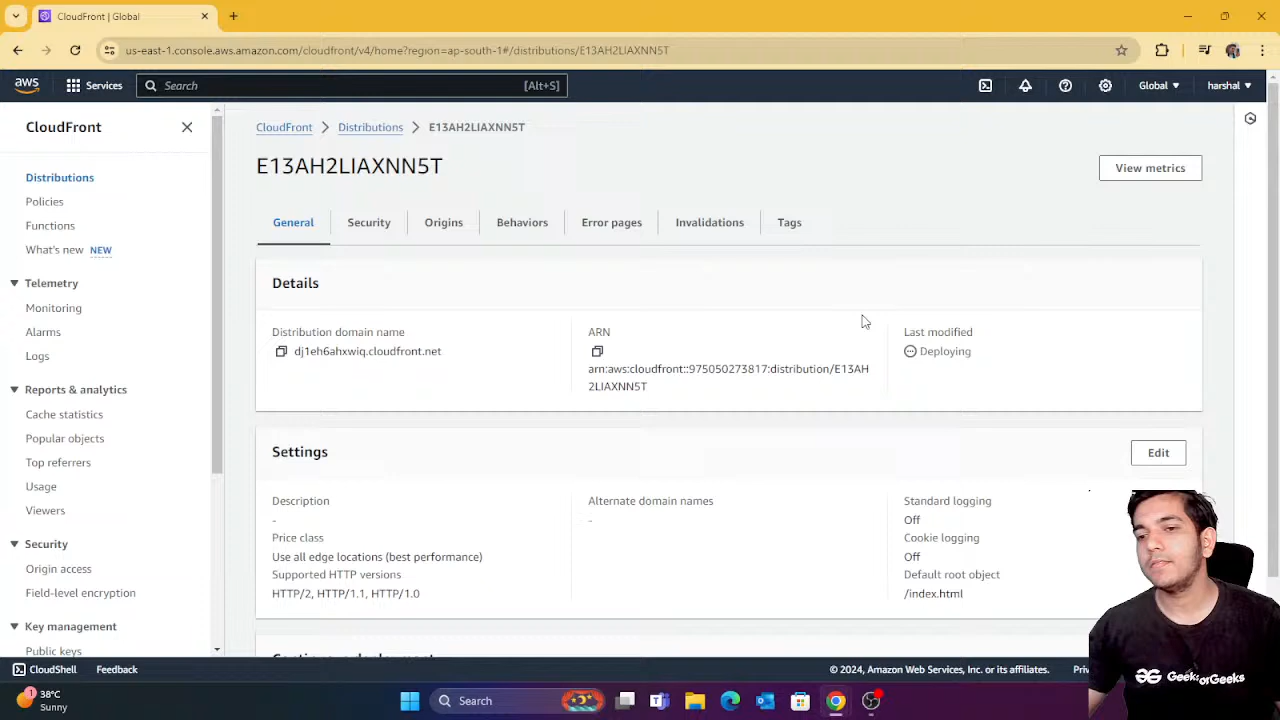 CloudFront | Global
us-east-1.console.aws.amazon.com/cloudfront/v4/home?region=ap-south-1#/distributions/E13AH2LIAXNN5T
aws
Services
Search
[Alt+S]
Global
harshal
CloudFront
Distributions
Policies
Functions
What's new NEW
Telemetry
Monitoring
Alarms
Logs
Reports & analytics
Cache statistics
Popular objects
Top referrers
Usage
Viewers
Security
Origin access
Field-level encryption
Key management
Public keys
CloudFront
Distributions
E13AH2LIAXNN5T
E13AH2LIAXNN5T
View metrics
General
Security
Origins
Behaviors
Error pages
Invalidations
Tags
Details
Distribution domain name
dj1eh6ahxwiq.cloudfront.net
ARN
arn:aws:cloudfront::975050273817:distribution/E13AH
2LIAXNN5T
Last modified
Deploying
Settings
Edit
Description
-
Price class
Use all edge locations (best performance)
Supported HTTP versions
HTTP/2, HTTP/1.1, HTTP/1.0
Alternate domain names
-
Standard logging
Off
Cookie logging
Off
Default root object
/index.html
CloudShell
Feedback
© 2024, Amazon Web Services, Inc. or its affiliates.
GeeksforGeeks
1
38°C
Sunny
Search